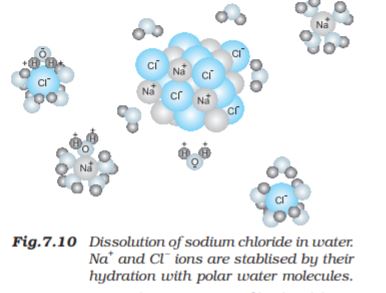 Na⁺
Cl⁻
O
+H H+
Cl⁻
Cl⁻
Na⁺
Cl⁻
Na⁺
Cl⁻
Na⁺
Cl⁻
+ +
H H
O
Na⁺
+ +
H H
O
Cl⁻
Fig.7.10 Dissolution of sodium chloride in water.
Na⁺ and Cl⁻ ions are stablised by their
hydration with polar water molecules.